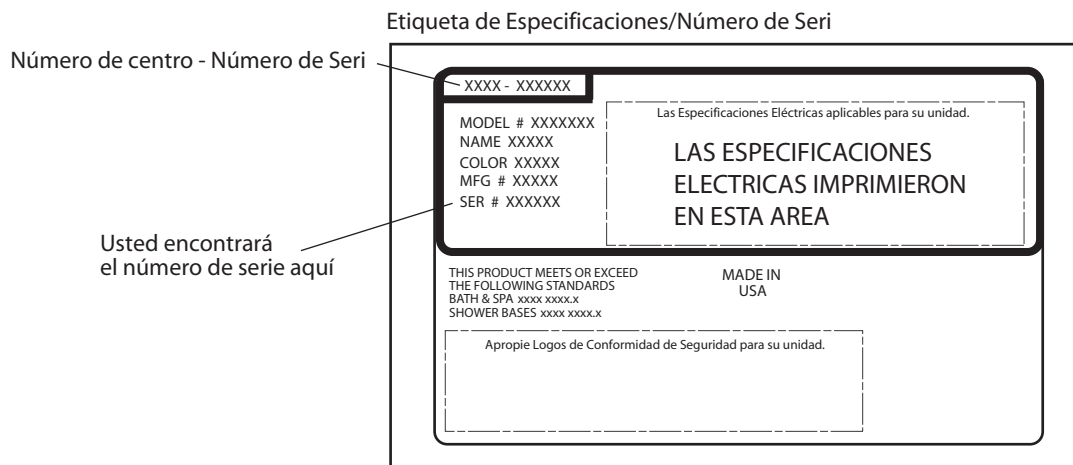 Etiqueta de Especificaciones/Número de Seri
Número de centro - Número de Seri
XXXX - XXXXXX
MODEL # XXXXXXX
NAME XXXXX
COLOR XXXXX
MFG # XXXXX
SER # XXXXXX
Las Especificaciones Eléctricas aplicables para su unidad.
LAS ESPECIFICACIONES
ELECTRICAS IMPRIMIERON
EN ESTA AREA
Usted encontrará
el número de serie aquí
THIS PRODUCT MEETS OR EXCEED
THE FOLLOWING STANDARDS
BATH & SPA xxxx xxxx.x
SHOWER BASES xxxx xxxx.x
MADE IN
USA
Apropie Logos de Conformidad de Seguridad para su unidad.